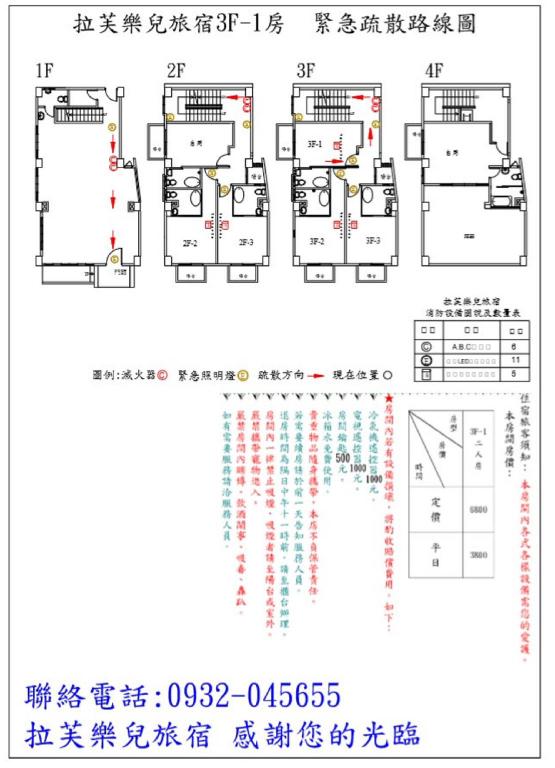 拉芙樂兒旅宿3F-1房 緊急疏散路線圖
1F
2F
3F
4F
3F-1
2F-2
2F-3
3F-2
3F-3
拉芙樂兒旅宿
消防設備圖說及數量表
A.B.C
6
LED
11
5
圖例:滅火器Ⓒ 緊急照明燈Ⓔ 疏散方向 現在位置
住宿旅客須知:本房間內各式各樣設備需您的愛護。
本房間房價:
房型
房價
時間
3F-1
二人房
定價
6800
平日
3800
★房間內若有設備損壞,將酌收賠償費用,如下:
冷氣機遙控器1000元。
電視遙控器1000元。
房間鑰匙500元。
冰箱水免費使用。
貴重物品隨身攜帶,本房不負保管責任。
若需要續房請於前一天告知服務人員。
退房時間為隔日中午十一時前,請至櫃台辦理。
房間內一律禁止吸煙,吸煙者請至陽台或室外。
嚴禁攜帶寵物進入。
嚴禁房間內賭博、飲酒鬧事、吸毒、轟趴。
如有需要服務請洽服務人員。
聯絡電話:0932-045655
拉芙樂兒旅宿 感謝您的光臨